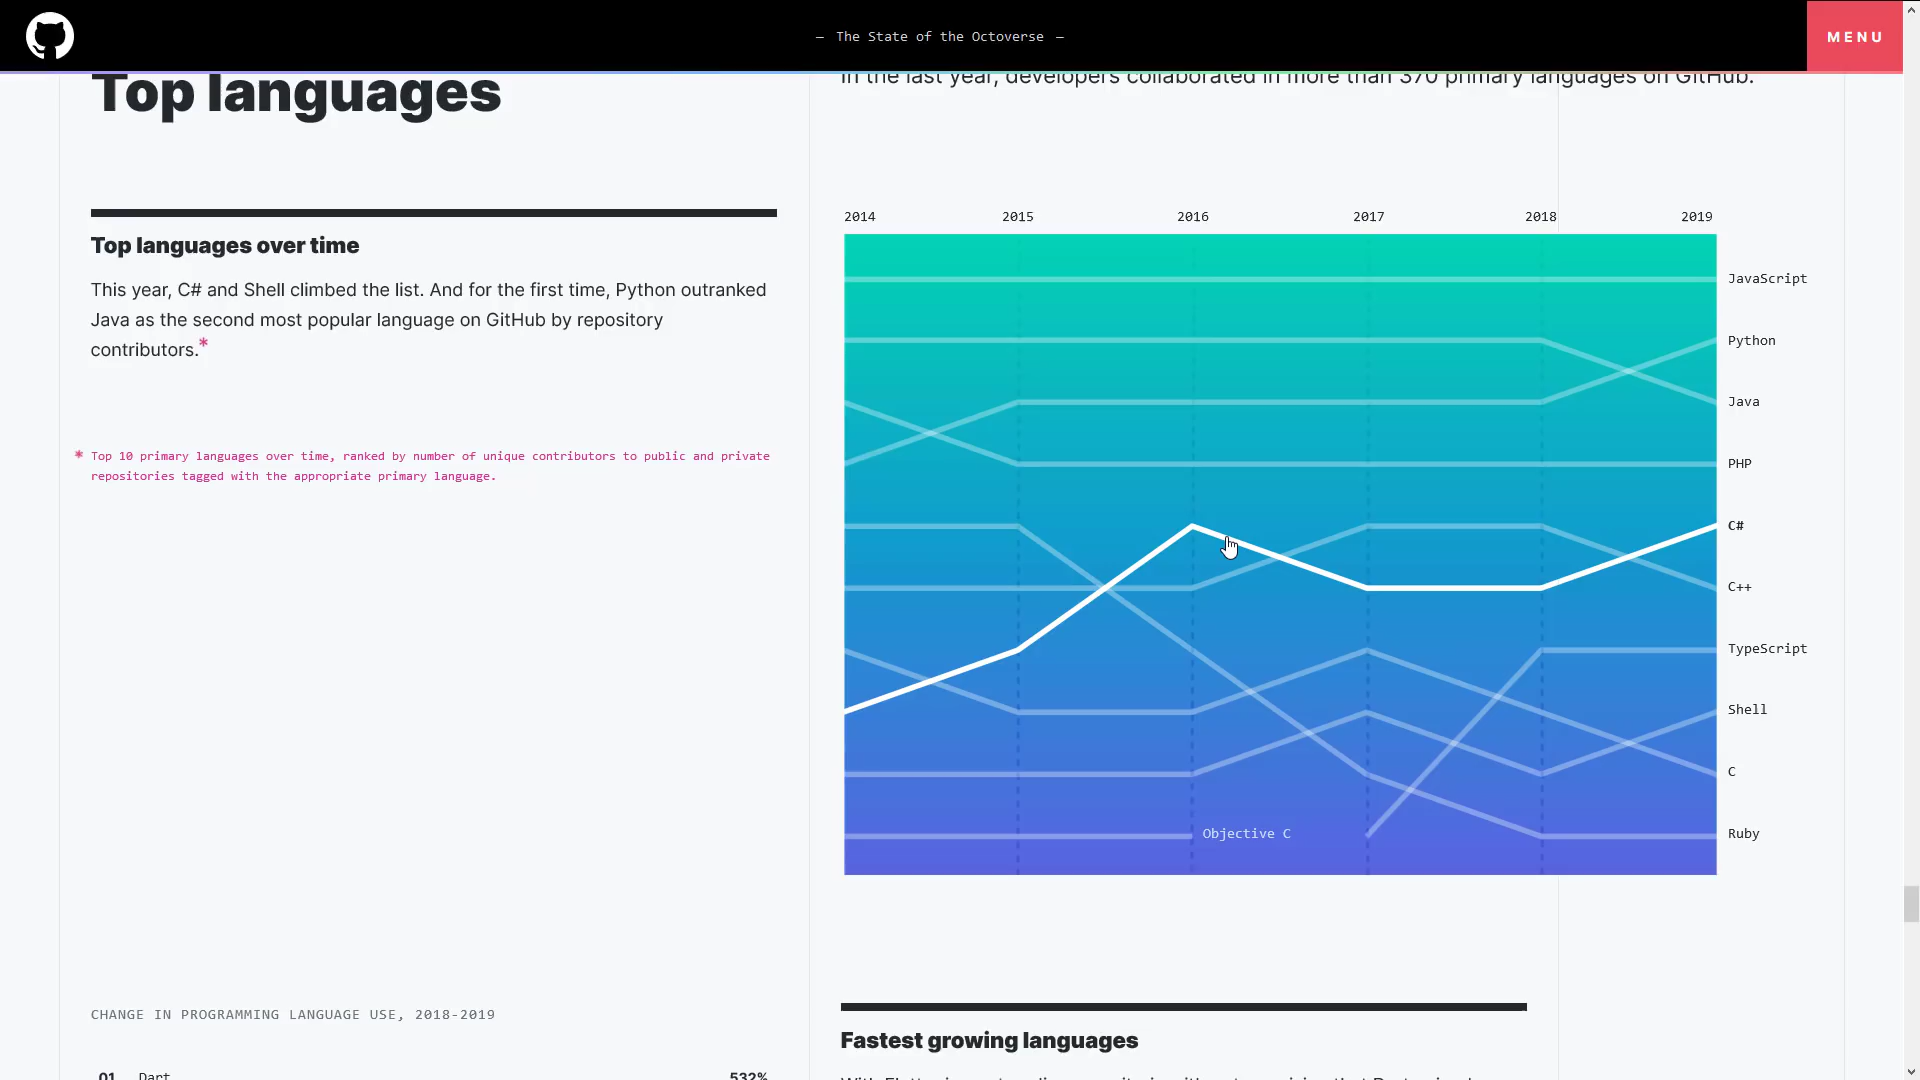 — The State of the Octoverse —
MENU
Top languages
In the last year, developers collaborated in more than 370 primary languages on GitHub.
Top languages over time
This year, C# and Shell climbed the list. And for the first time, Python outranked
Java as the second most popular language on GitHub by repository
contributors.*
* Top 10 primary languages over time, ranked by number of unique contributors to public and private
repositories tagged with the appropriate primary language.
2014 2015 2016 2017 2018 2019
JavaScript
Python
Java
PHP
C#
C++
TypeScript
Shell
C
Objective C
Ruby
CHANGE IN PROGRAMMING LANGUAGE USE, 2018-2019
01 Dart 532%
Fastest growing languages